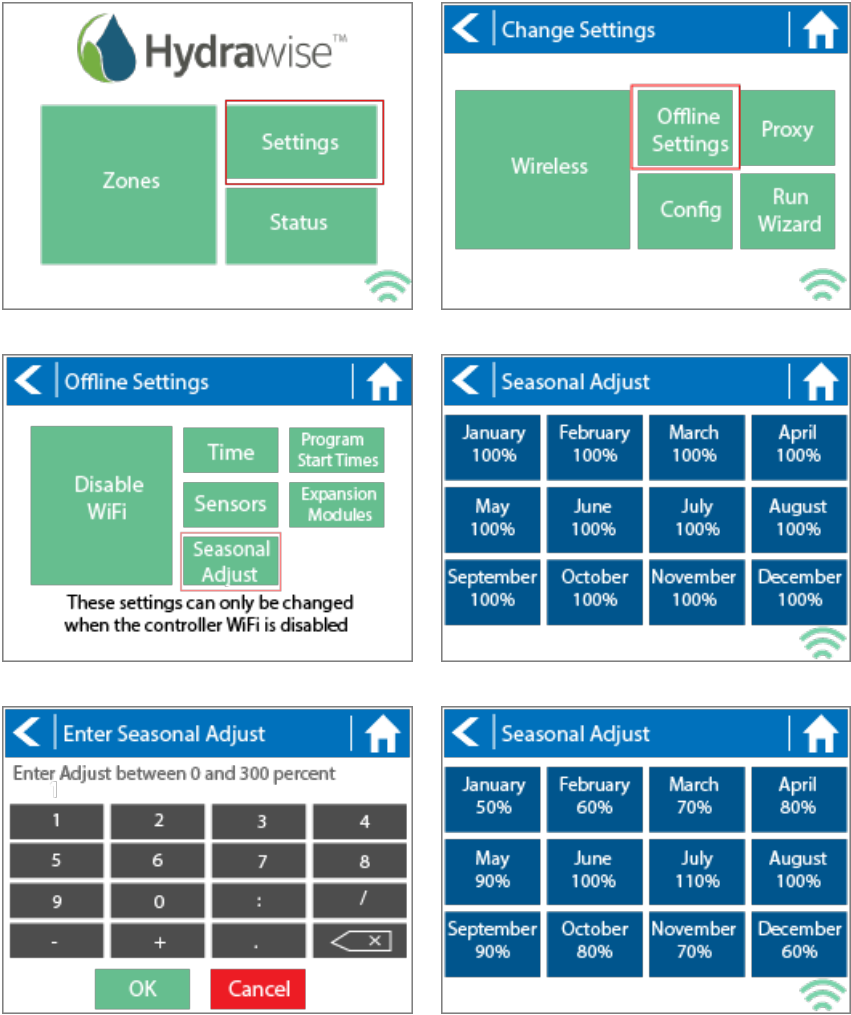 Hydrawise™
Zones
Settings
Status
Change Settings
Wireless
Offline
Settings
Proxy
Config
Run
Wizard
Offline Settings
Disable
WiFi
Time
Program
Start Times
Sensors
Expansion
Modules
Seasonal
Adjust
These settings can only be changed
when the controller WiFi is disabled
Seasonal Adjust
January February March April
100% 100% 100% 100%
May June July August
100% 100% 100% 100%
September October November December
100% 100% 100% 100%
Enter Seasonal Adjust
Enter Adjust between 0 and 300 percent
1 2 3 4
5 6 7 8
9 0 : /
- + .
OK Cancel
Seasonal Adjust
January February March April
50% 60% 70% 80%
May June July August
90% 100% 110% 100%
September October November December
90% 80% 70% 60%